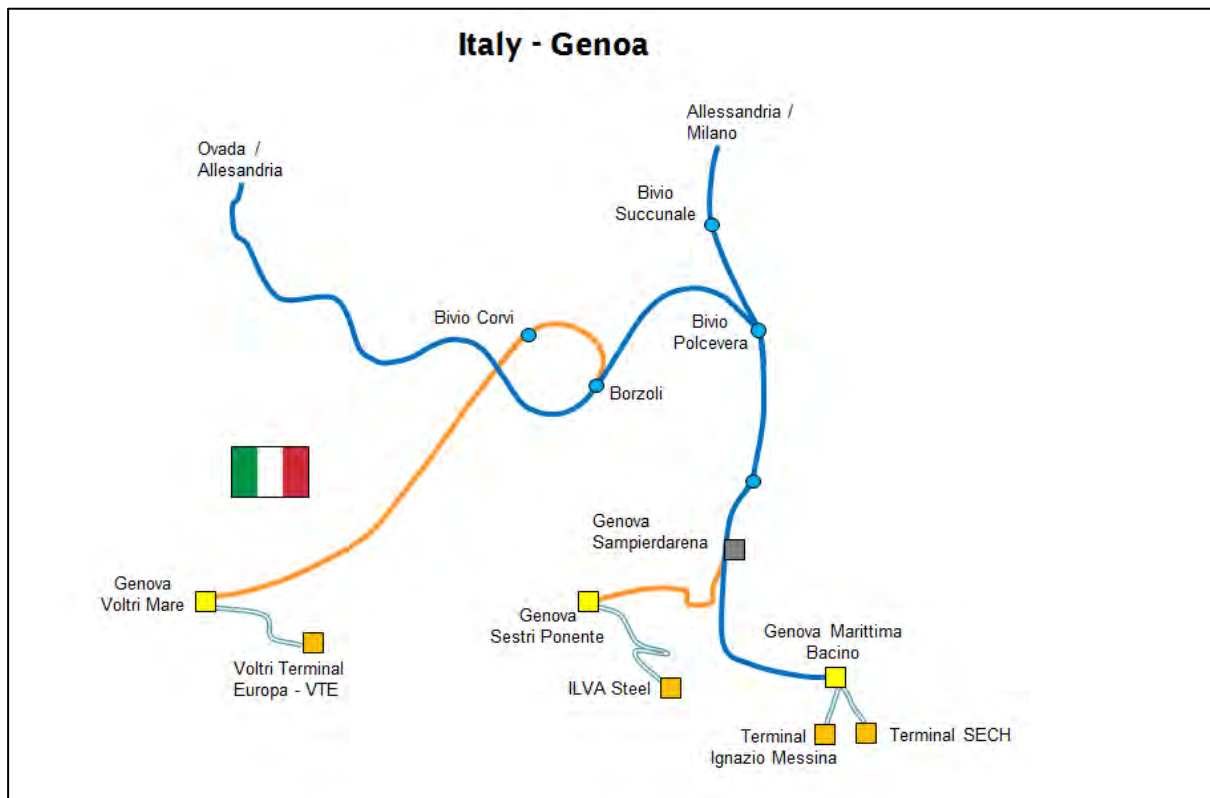 Italy - Genoa
Allessandria /
Milano
Ovada /
Allesandria
Bivio
Succunale
Bivio Corvi
Bivio
Polcevera
Borzoli
Genova
Sampierdarena
Genova
Voltri Mare
Genova
Sestri Ponente
Genova Marittima
Bacino
Voltri Terminal
Europa - VTE
ILVA Steel
Terminal
Ignazio Messina
Terminal SECH